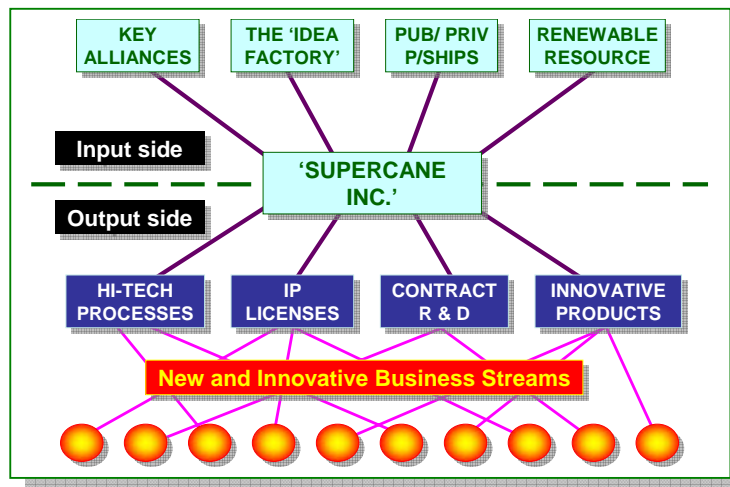 KEY
ALLIANCES
THE ‘IDEA
FACTORY’
PUB/ PRIV
P/SHIPS
RENEWABLE
RESOURCE
Input side
‘SUPERCANE
INC.’
Output side
HI-TECH
PROCESSES
IP
LICENSES
CONTRACT
R & D
INNOVATIVE
PRODUCTS
New and Innovative Business Streams